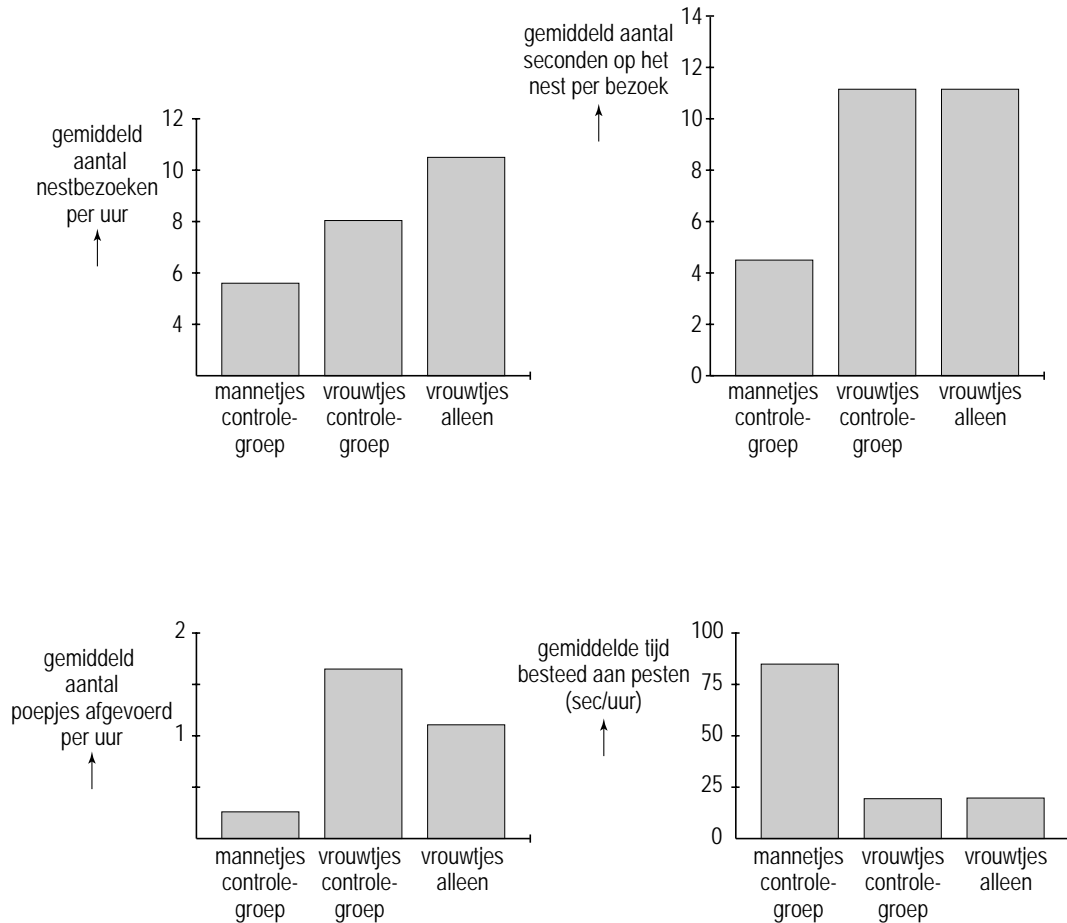 gemiddeld
aantal
nestbezoeken
per uur
12
10
8
6
4
mannetjes
controle-
groep
vrouwtjes
controle-
groep
vrouwtjes
alleen
gemiddeld aantal
seconden op het
nest per bezoek
14
12
10
8
6
4
2
0
mannetjes
controle-
groep
vrouwtjes
controle-
groep
vrouwtjes
alleen
gemiddeld
aantal
poepjes afgevoerd
per uur
2
1
mannetjes
controle-
groep
vrouwtjes
controle-
groep
vrouwtjes
alleen
gemiddelde tijd
besteed aan pesten
(sec/uur)
100
75
50
25
0
mannetjes
controle-
groep
vrouwtjes
controle-
groep
vrouwtjes
alleen